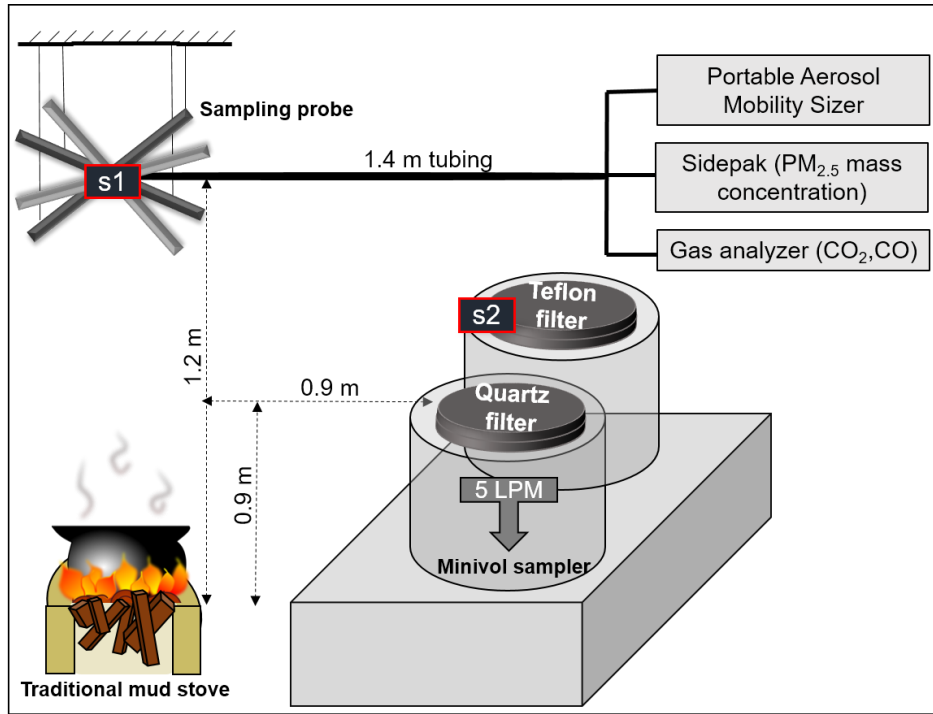 Portable Aerosol
Mobility Sizer
Sampling probe
1.4 m tubing
s1
Sidepak (PM₂.₅ mass
concentration)
Gas analyzer (CO₂,CO)
Teflon
filter
s2
1.2 m
0.9 m
Quartz
filter
0.9 m
5 LPM
Minivol sampler
Traditional mud stove